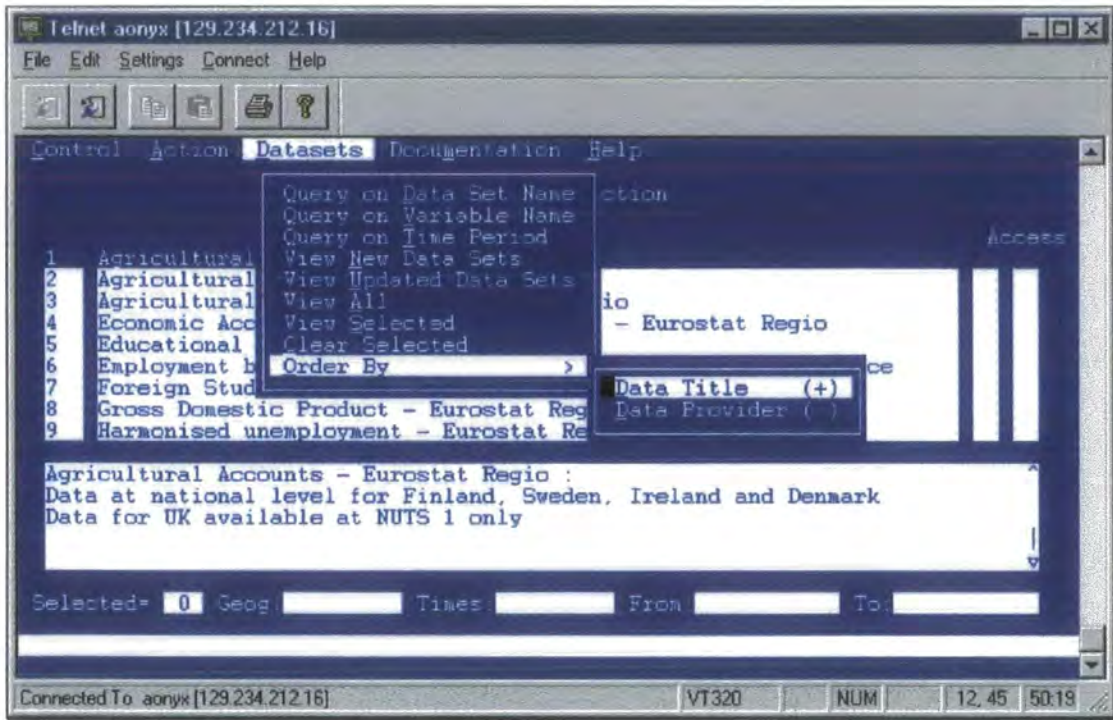 Telnet aonyx [129.234.212.16]
File Edit Settings Connect Help
Control Action Datasets Documentation Help
Query on Data Set Name ction
Query on Variable Name
Query on Time Period Access
1 Agricultural View New Data Sets
2 Agricultural View Updated Data Sets
3 Agricultural View All io
4 Economic Acc View Selected - Eurostat Regio
5 Educational Clear Selected
6 Employment b Order By > ce
7 Foreign Stud Data Title (+)
8 Gross Domestic Product - Eurostat Reg Data Provider ( )
9 Harmonised unemployment - Eurostat Re
Agricultural Accounts - Eurostat Regio :
Data at national level for Finland, Sweden, Ireland and Denmark
Data for UK available at NUTS 1 only
Selected= 0 Geog Times From To:
Connected To aonyx [129.234.212.16] VT320 NUM 12, 45 50:19